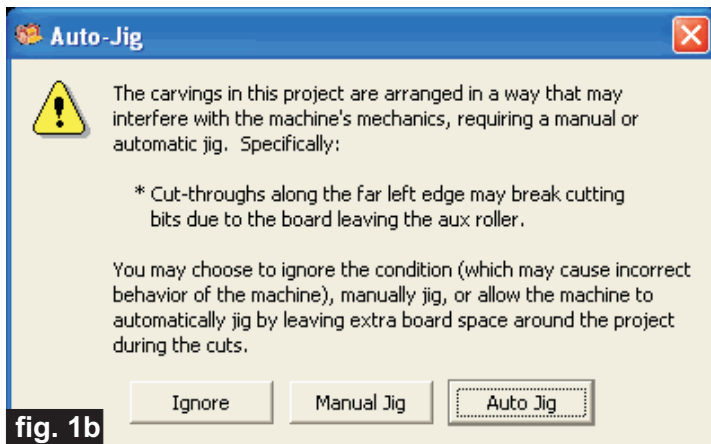 Auto-Jig
The carvings in this project are arranged in a way that may
interfere with the machine's mechanics, requiring a manual or
automatic jig. Specifically:
* Cut-throughs along the far left edge may break cutting
bits due to the board leaving the aux roller.
You may choose to ignore the condition (which may cause incorrect
behavior of the machine), manually jig, or allow the machine to
automatically jig by leaving extra board space around the project
during the cuts.
Ignore Manual Jig Auto Jig
fig. 1b